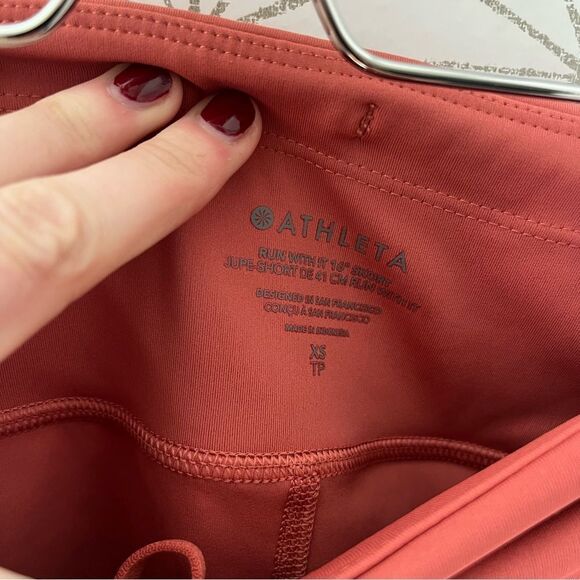 ATHLETA
RUN WITH IT 16" SKORT
JUPE-SHORT DE 41 CM RUN WITH IT
DESIGNED IN SAN FRANCISCO
CONÇU À SAN FRANCISCO
MADE IN INDONESIA
XS
TP